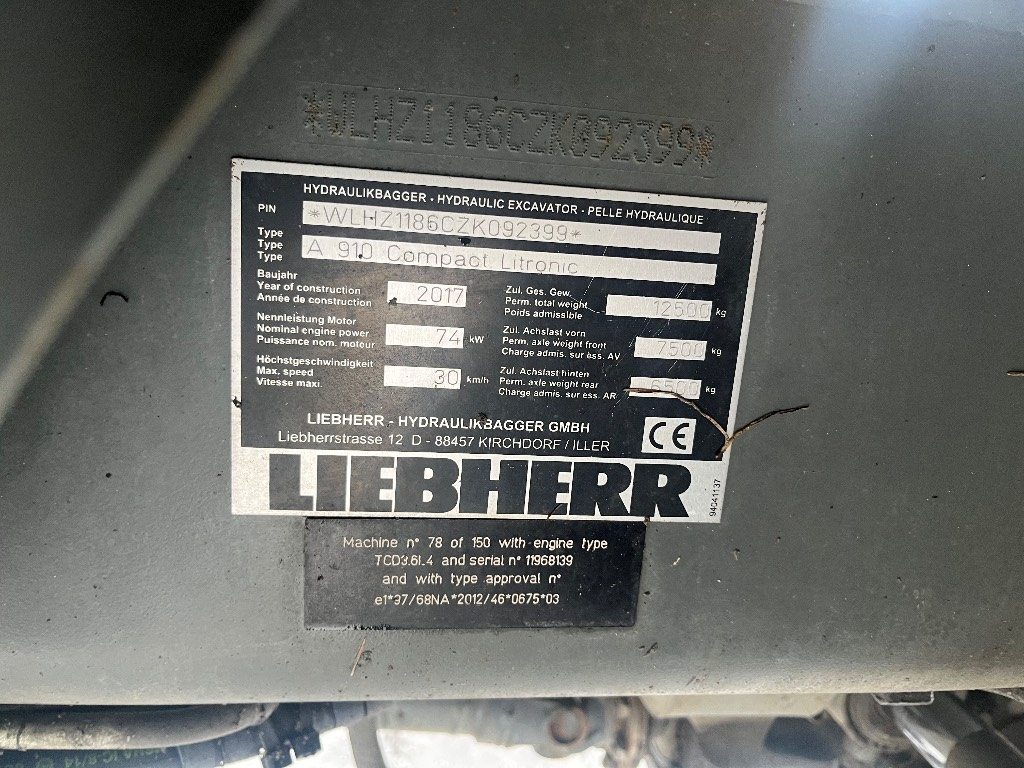 *WLHZ1186CZK092399*
HYDRAULIKBAGGER - HYDRAULIC EXCAVATOR - PELLE HYDRAULIQUE
PIN *WLHZ1186CZK092399*
Type
Type A 910 Compact Litronic
Type
Baujahr
Year of construction 2017
Année de construction
Zul. Ges. Gew.
Perm. total weight 12500 kg
Poids admissible
Nennleistung Motor
Nominal engine power 74 kW
Puissance nom. moteur
Zul. Achslast vorn
Perm. axle weight front 7500 kg
Charge admis. sur ess. AV
Höchstgeschwindigkeit
Max. speed 30 km/h
Vitesse maxi.
Zul. Achslast hinten
Perm. axle weight rear 6500 kg
Charge admis. sur ess. AR
LIEBHERR - HYDRAULIKBAGGER GMBH
Liebherrstrasse 12 D - 88457 KIRCHDORF / ILLER
CE
LIEBHERR
94041137
Machine n° 78 of 150 with engine type
TCD3.6L4 and serial n° 11968139
and with type approval n°
e1*97/68NA*2012/46*0675*03